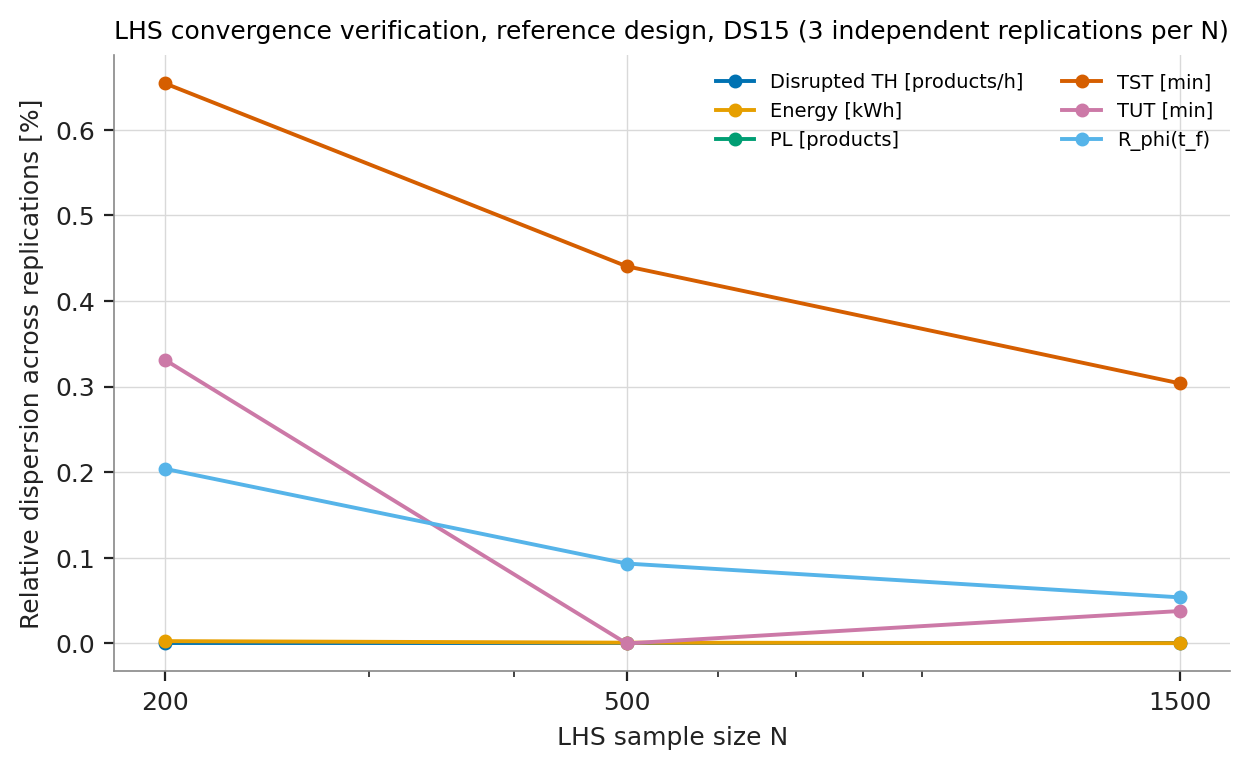 LHS convergence verification, reference design, DS15 (3 independent replications per N)
Disrupted TH [products/h]
Energy [kWh]
PL [products]
TST [min]
TUT [min]
R_phi(t_f)
Relative dispersion across replications [%]
0.6
0.5
0.4
0.3
0.2
0.1
0.0
200
500
1500
LHS sample size N